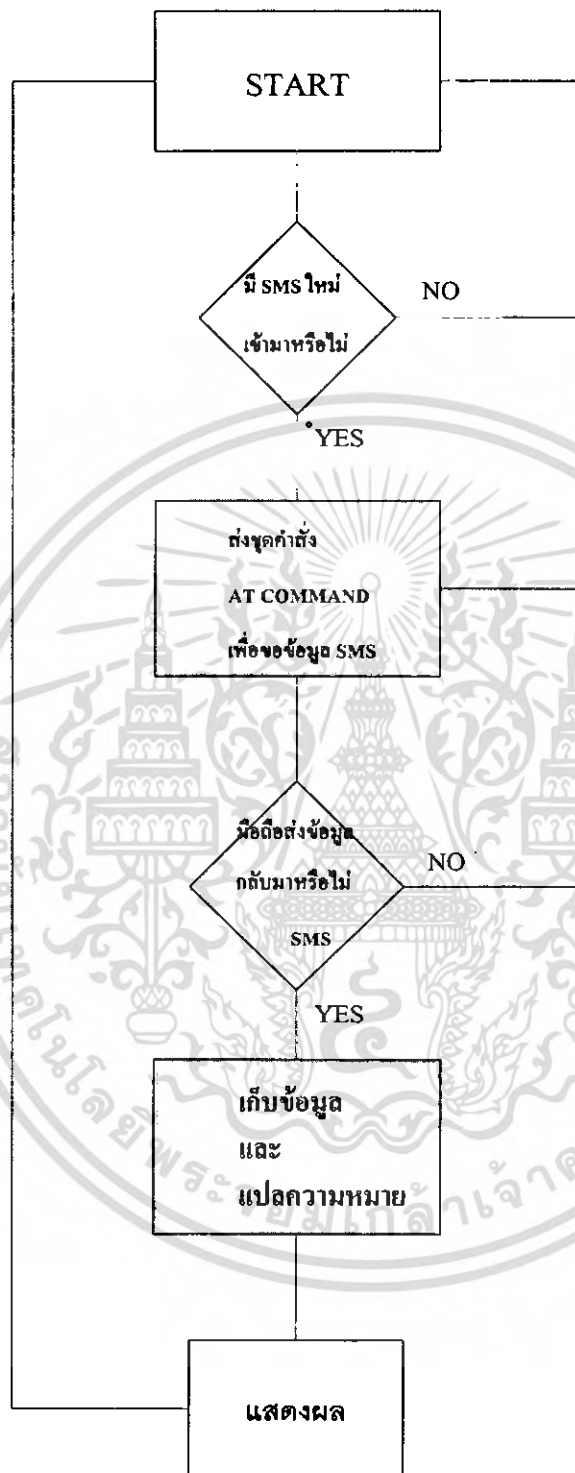 START
มี SMS ใหม่
NO
เข้ามาหรือไม่
YES
ส่งชุดคำสั่ง
AT COMMAND
เพื่อขอข้อมูล SMS
มือถือส่งข้อมูล
NO
กลับมาหรือไม่
SMS
YES
เก็บข้อมูล
และ
แปลความหมาย
แสดงผล